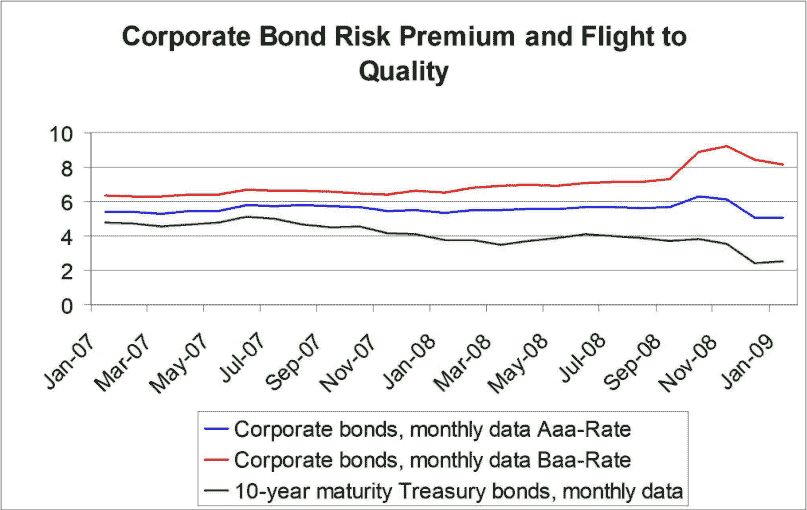 Corporate Bond Risk Premium and Flight to
Quality
10
8
6
4
2
0
Jan-07
Mar-07
May-07
Jul-07
Sep-07
Nov-07
Jan-08
Mar-08
May-08
Jul-08
Sep-08
Nov-08
Jan-09
Corporate bonds, monthly data Aaa-Rate
Corporate bonds, monthly data Baa-Rate
10-year maturity Treasury bonds, monthly data